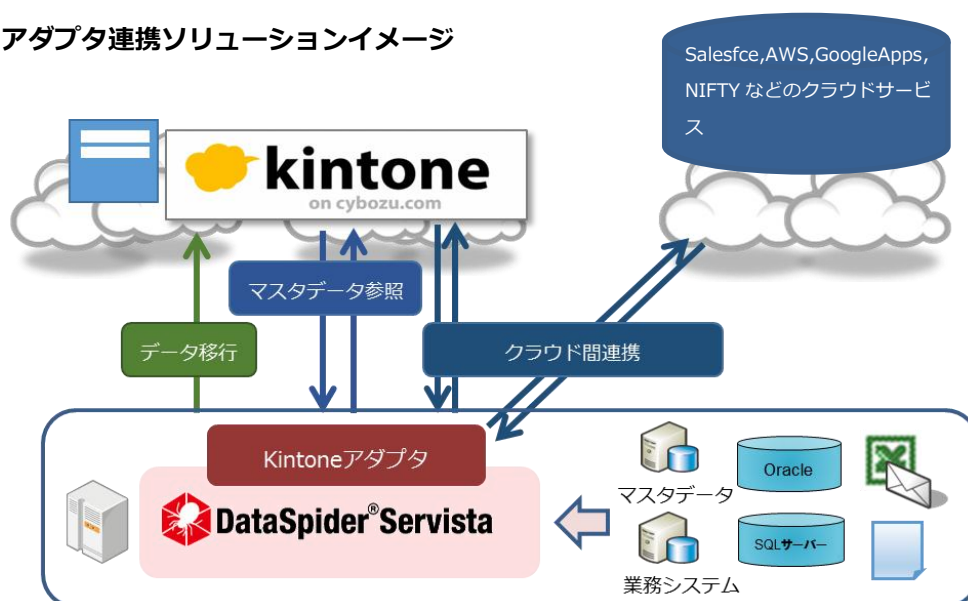 アダプタ連携ソリューションイメージ
Salesfce,AWS,GoogleApps,
NIFTY などのクラウドサービ
ス
kintone
on cybozu.com
マスタデータ参照
データ移行
クラウド間連携
Kintoneアダプタ
DataSpider® Servista
マスタデータ
Oracle
業務システム
SQLサーバー